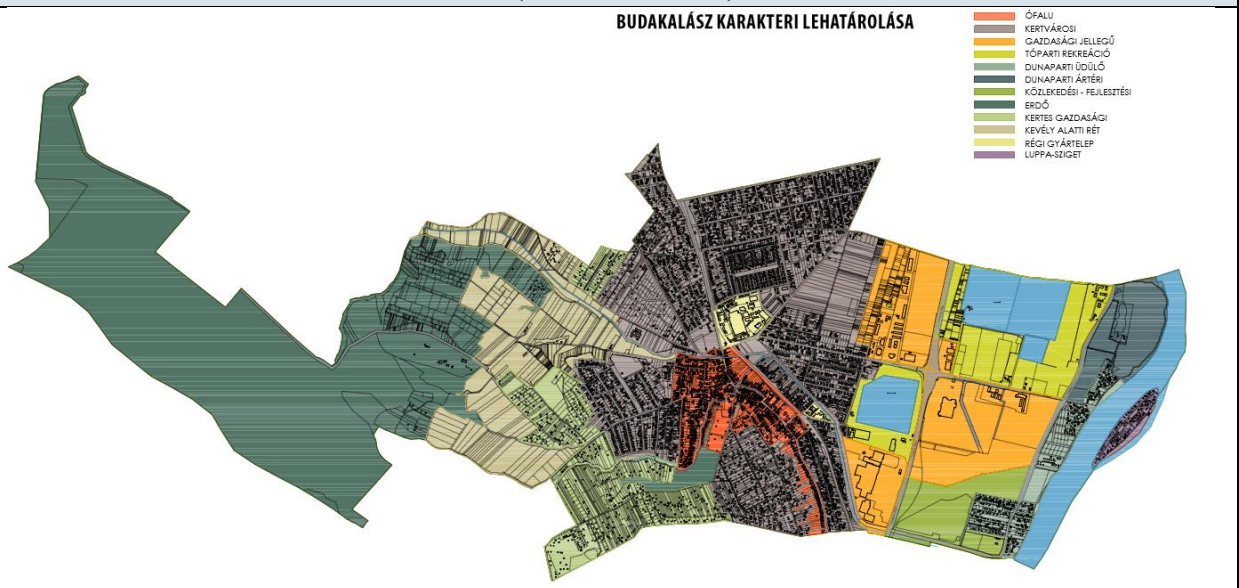 BUDAKALÁSZ KARAKTERI LEHATÁROLÁSA
ÓFALU
KERTVÁROSI
GAZDASÁGI JELLEGŰ
TÓPARTI REKREÁCIÓ
DUNAPARTI ÜDÜLŐ
DUNAPARTI ÁRTÉRI
KÖZLEKEDÉSI - FEJLESZTÉSI
ERDŐ
KERTES GAZDASÁGI
KEVÉLY ALATTI RÉT
RÉGI GYÁRTELEP
LUPPA-SZIGET